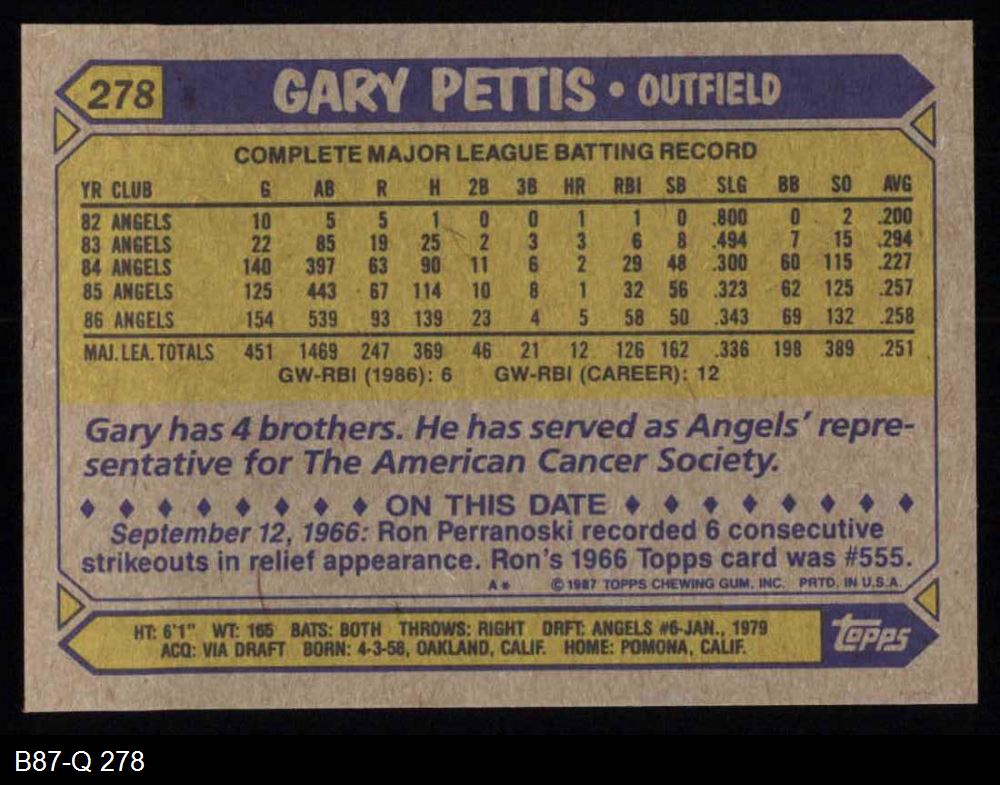 278 GARY PETTIS • OUTFIELD
COMPLETE MAJOR LEAGUE BATTING RECORD
YR CLUB G AB R H 2B 3B HR RBI SB SLG BB SO AVG
82 ANGELS 10 5 5 1 0 0 1 1 0 .800 0 2 .200
83 ANGELS 22 85 19 25 2 3 3 6 8 .494 7 15 .294
84 ANGELS 140 397 63 90 11 6 2 29 48 .300 60 115 .227
85 ANGELS 125 443 67 114 10 8 1 32 56 .323 62 125 .257
86 ANGELS 154 539 93 139 23 4 5 58 50 .343 69 132 .258
MAJ. LEA. TOTALS 451 1469 247 369 46 21 12 126 162 .336 198 389 .251
GW-RBI (1986): 6 GW-RBI (CAREER): 12
Gary has 4 brothers. He has served as Angels' repre-
sentative for The American Cancer Society.
♦ ♦ ♦ ♦ ♦ ♦ ♦ ♦ ON THIS DATE ♦ ♦ ♦ ♦ ♦ ♦ ♦ ♦
September 12, 1966: Ron Perranoski recorded 6 consecutive
strikeouts in relief appearance. Ron's 1966 Topps card was #555.
A* © 1987 TOPPS CHEWING GUM, INC. PRTD. IN U.S.A.
HT: 6'1" WT: 165 BATS: BOTH THROWS: RIGHT DRFT: ANGELS #6-JAN., 1979
ACQ: VIA DRAFT BORN: 4-3-58, OAKLAND, CALIF. HOME: POMONA, CALIF.
topps
B87-Q 278